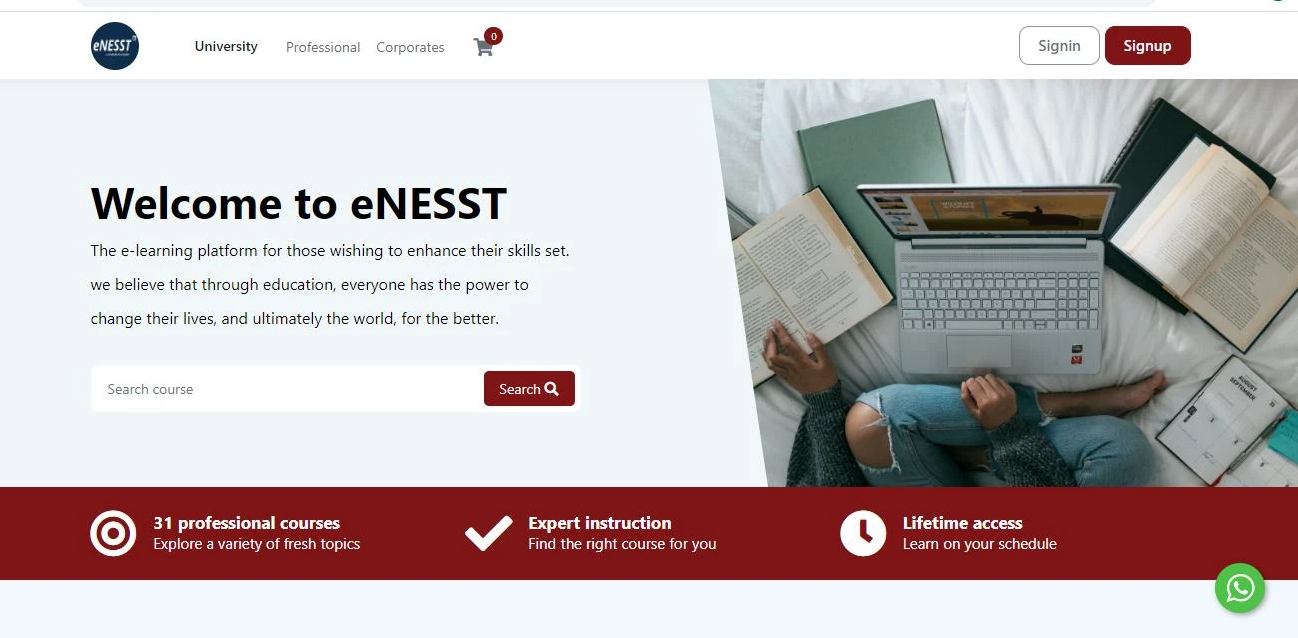 eNESST
University
Professional
Corporates
0
Signin
Signup
Welcome to eNESST
The e-learning platform for those wishing to enhance their skills set.
we believe that through education, everyone has the power to
change their lives, and ultimately the world, for the better.
Search course
Search
AUGUST
SEPTEMBER
31 professional courses
Explore a variety of fresh topics
Expert instruction
Find the right course for you
Lifetime access
Learn on your schedule